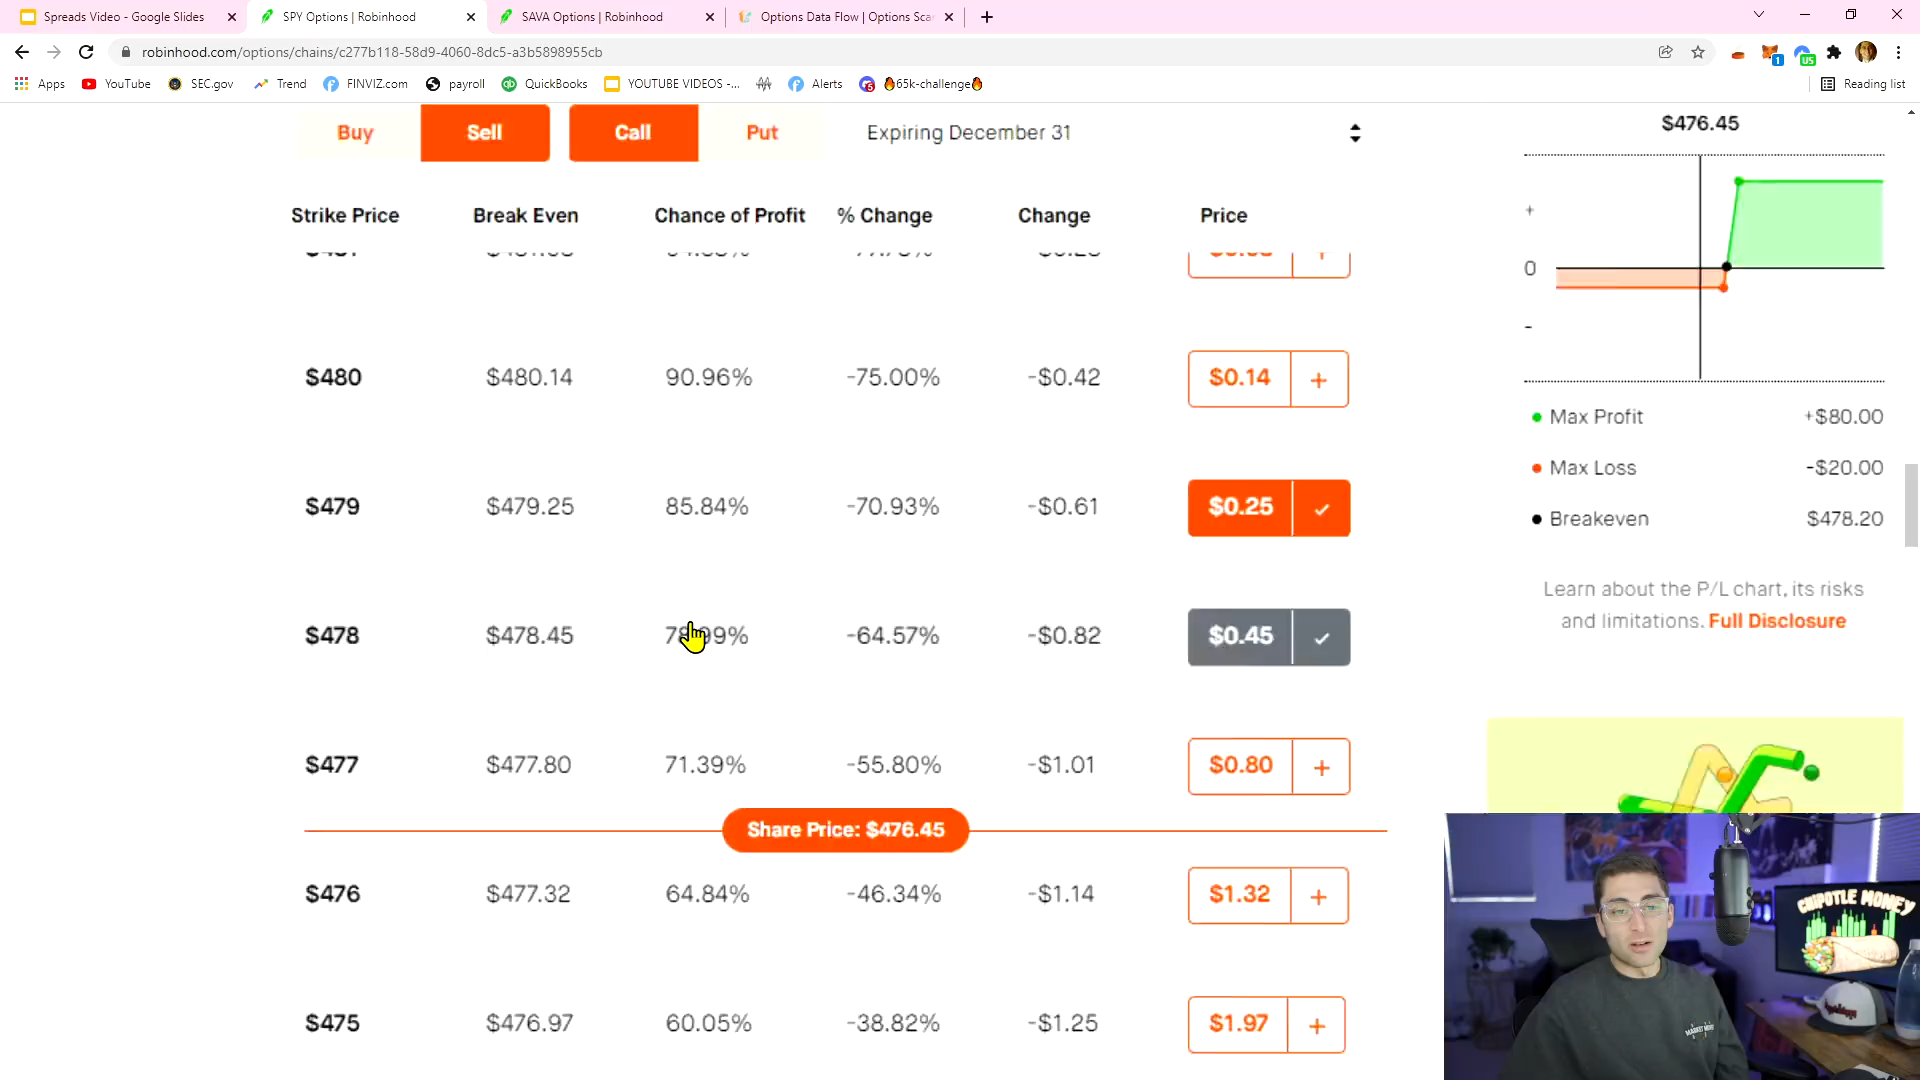 Spreads Video - Google Slides
SPY Options | Robinhood
SAVA Options | Robinhood
Options Data Flow | Options Sca
robinhood.com/options/chains/c277b118-58d9-4060-8dc5-a3b5898955cb
Apps YouTube SEC.gov Trend FINVIZ.com payroll QuickBooks YOUTUBE VIDEOS -... Alerts 🔥65k-challenge🔥 Reading list
Buy Sell Call Put Expiring December 31
$476.45
Strike Price Break Even Chance of Profit % Change Change Price
$480 $480.14 90.96% -75.00% -$0.42 $0.14 +
$479 $479.25 85.84% -70.93% -$0.61 $0.25
$478 $478.45 -64.57% -$0.82 $0.45
$477 $477.80 71.39% -55.80% -$1.01 $0.80 +
Share Price: $476.45
$476 $477.32 64.84% -46.34% -$1.14 $1.32 +
$475 $476.97 60.05% -38.82% -$1.25 $1.97 +
+
0
-
Max Profit +$80.00
Max Loss -$20.00
Breakeven $478.20
Learn about the P/L chart, its risks
and limitations. Full Disclosure
CHIPOTLE MONEY